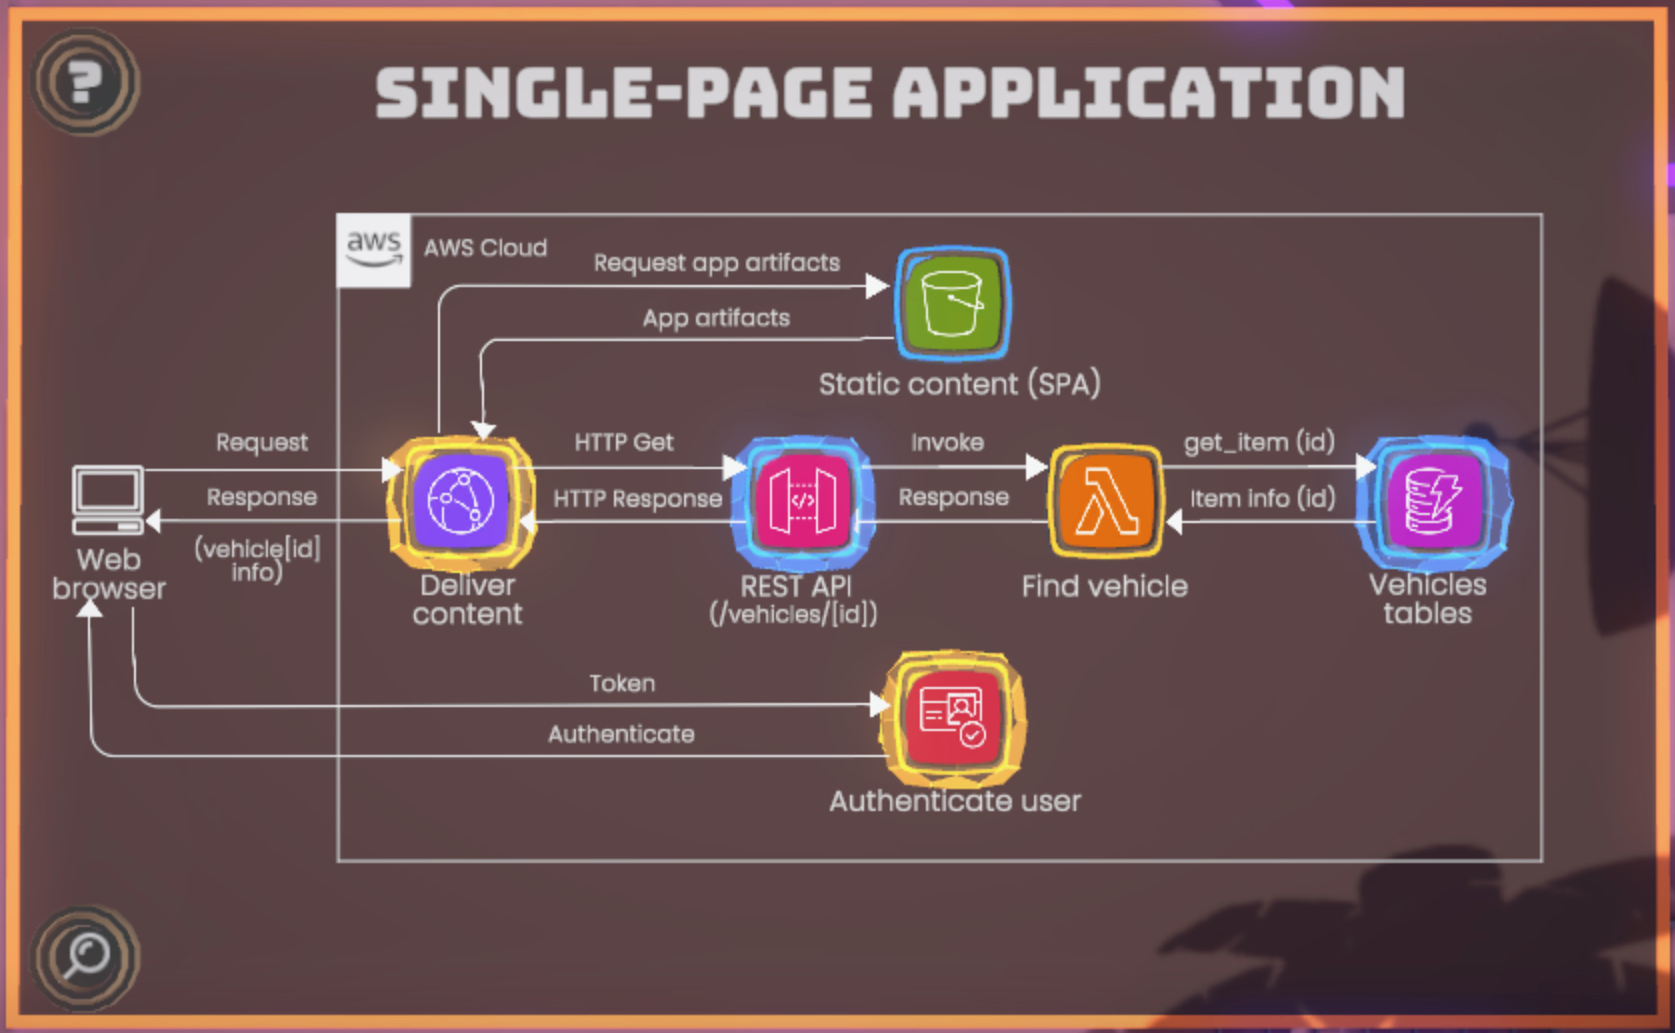 ?
SINGLE-PAGE APPLICATION
aws
AWS Cloud
Request app artifacts
App artifacts
Static content (SPA)
Request
HTTP Get
Invoke
get_item (id)
Response
HTTP Response
Response
Item info (id)
(vehicle[id]
info)
</>
Web
browser
Deliver
content
REST API
(/vehicles/[id])
Find vehicle
Vehicles
tables
Token
Authenticate
Authenticate user